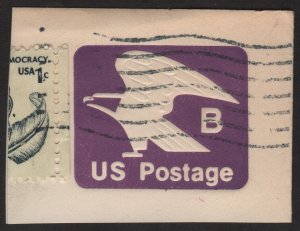 MOCRACY.
USA 1c
B
US Postage